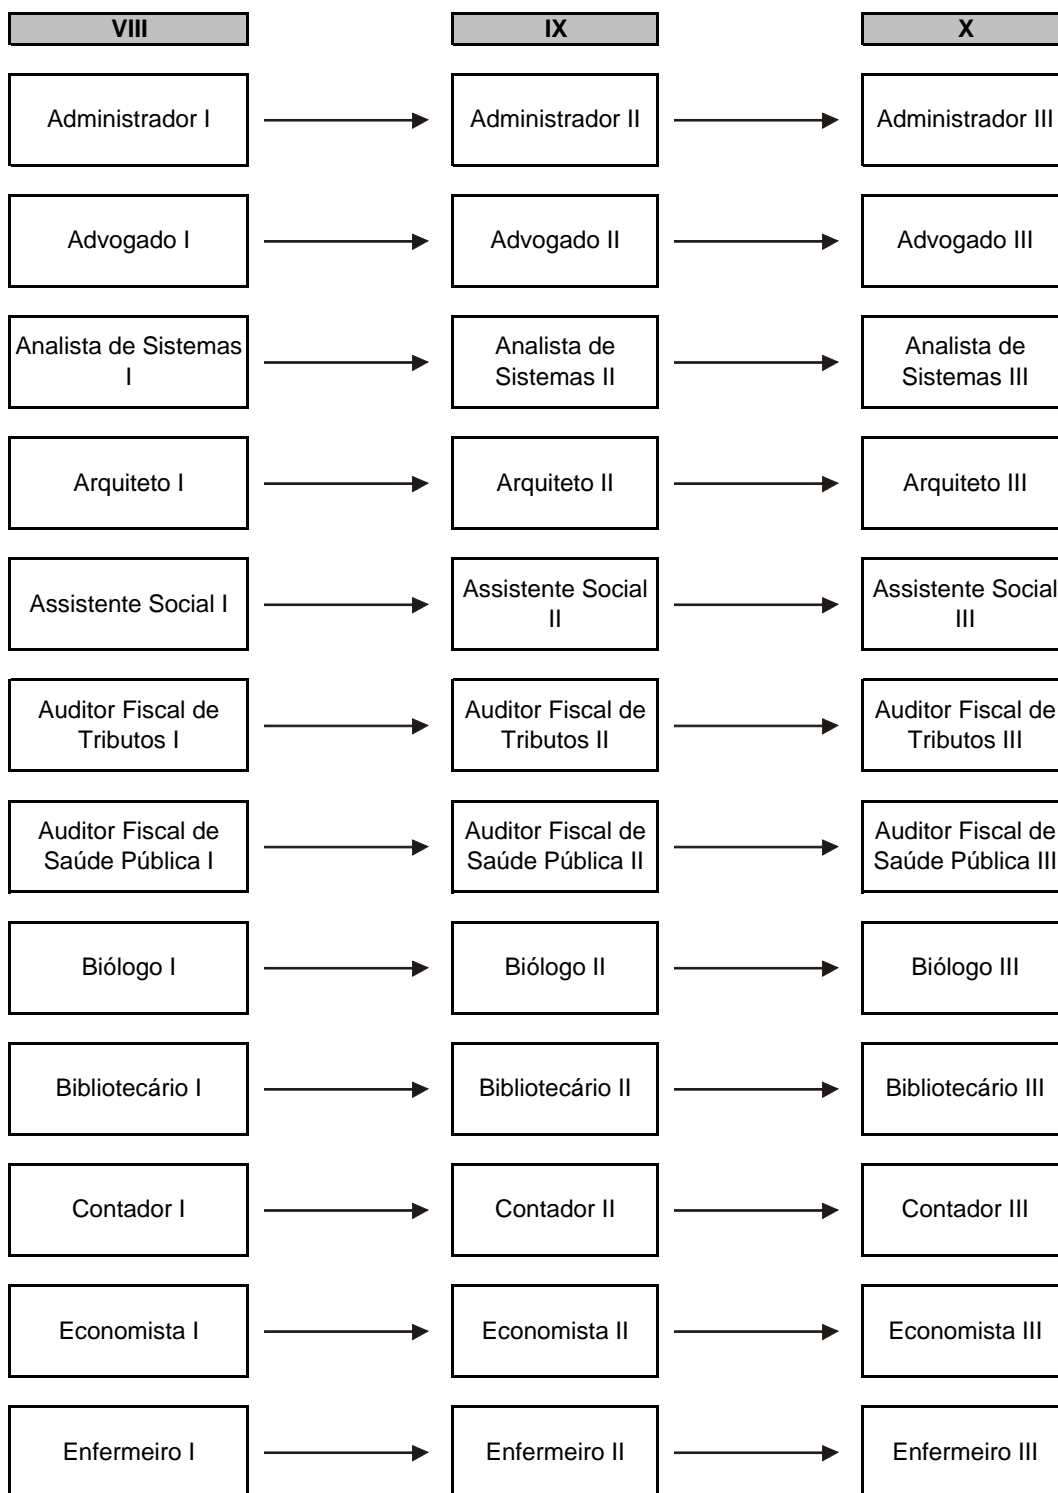 VIII IX X
Administrador I Administrador II Administrador III
Advogado I Advogado II Advogado III
Analista de Sistemas
I
Analista de
Sistemas II
Analista de
Sistemas III
Arquiteto I Arquiteto II Arquiteto III
Assistente Social I
Assistente Social
II
Assistente Social
III
Auditor Fiscal de
Tributos I
Auditor Fiscal de
Tributos II
Auditor Fiscal de
Tributos III
Auditor Fiscal de
Saúde Pública I
Auditor Fiscal de
Saúde Pública II
Auditor Fiscal de
Saúde Pública III
Biólogo I Biólogo II Biólogo III
Bibliotecário I Bibliotecário II Bibliotecário III
Contador I Contador II Contador III
Economista I Economista II Economista III
Enfermeiro I Enfermeiro II Enfermeiro III